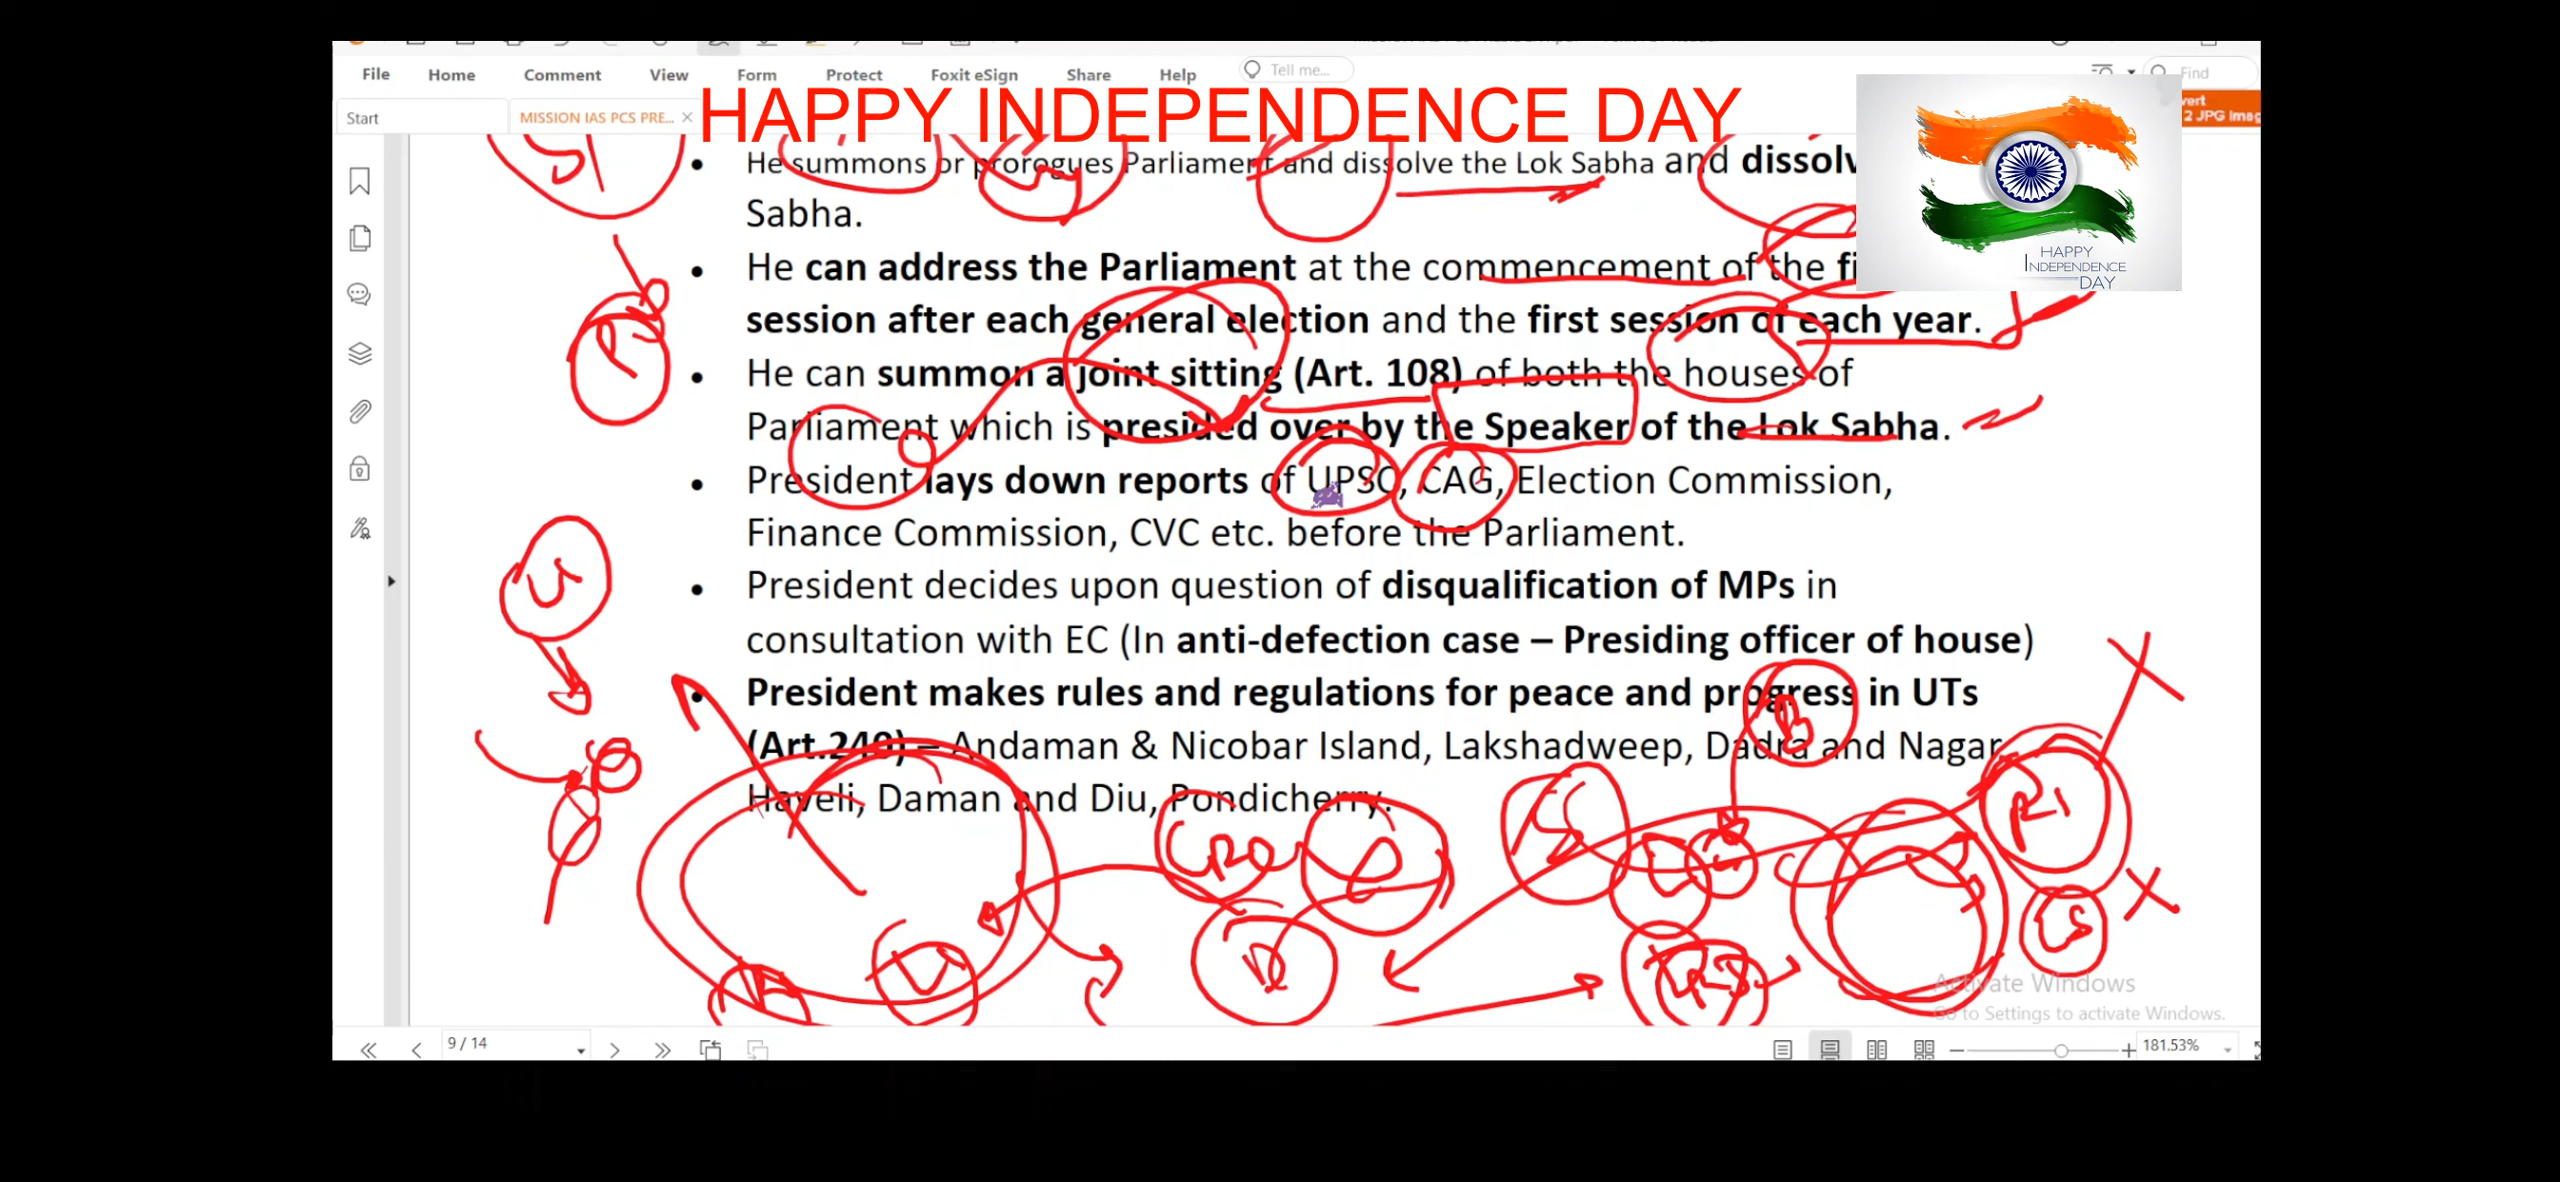 File Home Comment View Form Protect Foxit eSign Share Help Tell me... Find
HAPPY INDEPENDENCE DAY
Start MISSION IAS PCS PRE... ×
vert
2 JPG Imag
• He summons or prorogues Parliament and dissolve the Lok Sabha and dissolv
Sabha.
• He can address the Parliament at the commencement of the fi
session after each general election and the first session of each year.
• He can summon a joint sitting (Art. 108) of both the houses of
Parliament which is presided over by the Speaker of the Lok Sabha.
• President lays down reports of UPSC, CAG, Election Commission,
Finance Commission, CVC etc. before the Parliament.
• President decides upon question of disqualification of MPs in
consultation with EC (In anti-defection case – Presiding officer of house)
• President makes rules and regulations for peace and progress in UTs
(Art.240) – Andaman & Nicobar Island, Lakshadweep, Dadra and Nagar
Haveli, Daman and Diu, Pondicherry.
HAPPY
INDEPENDENCE
DAY
B
R1
Activate Windows
Go to Settings to activate Windows.
9 / 14
181.53%